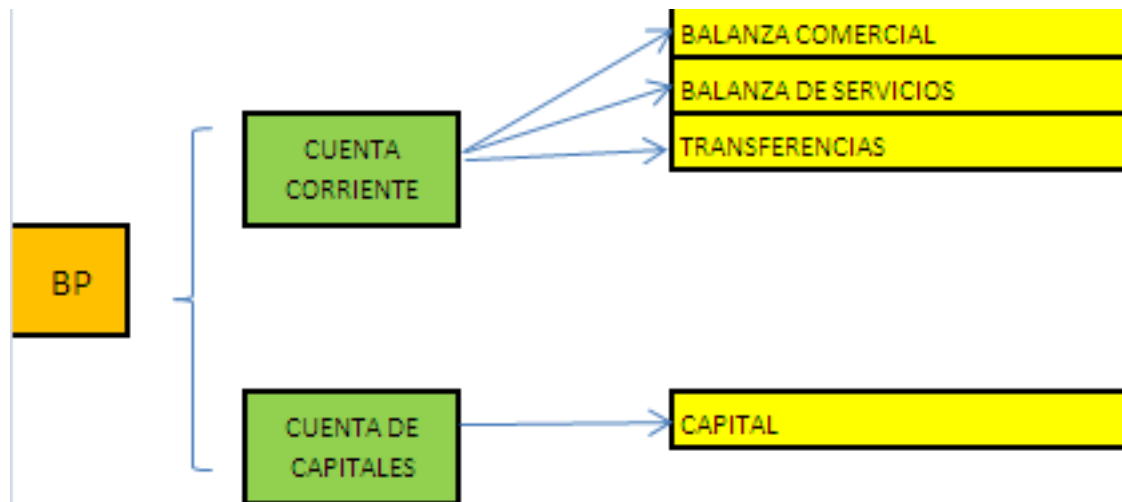 BALANZA COMERCIAL
BALANZA DE SERVICIOS
TRANSFERENCIAS
CUENTA
CORRIENTE
BP
CUENTA DE
CAPITALES
CAPITAL